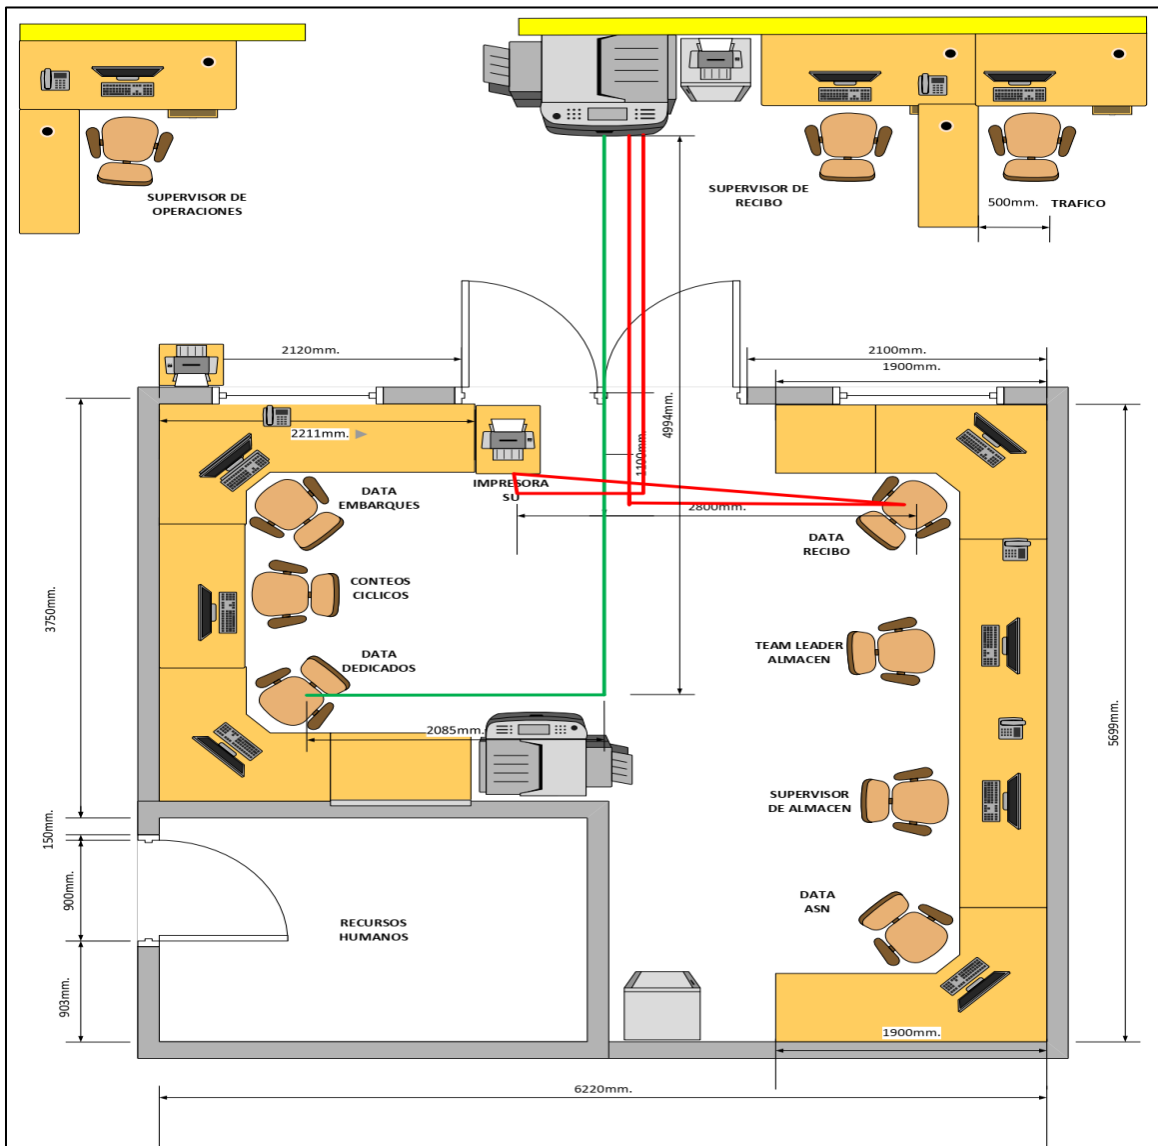 SUPERVISOR DE
OPERACIONES
SUPERVISOR DE
RECIBO
500mm.
TRAFICO
2120mm.
2100mm.
1900mm.
4994mm.
2211mm.
1100mm.
IMPRESORA
SU
DATA
EMBARQUES
2800mm.
DATA
RECIBO
CONTEOS
CICLICOS
3750mm.
TEAM LEADER
ALMACEN
DATA
DEDICADOS
2085mm.
5699mm.
SUPERVISOR
DE ALMACEN
150mm.
900mm.
DATA
ASN
RECURSOS
HUMANOS
903mm.
1900mm.
6220mm.